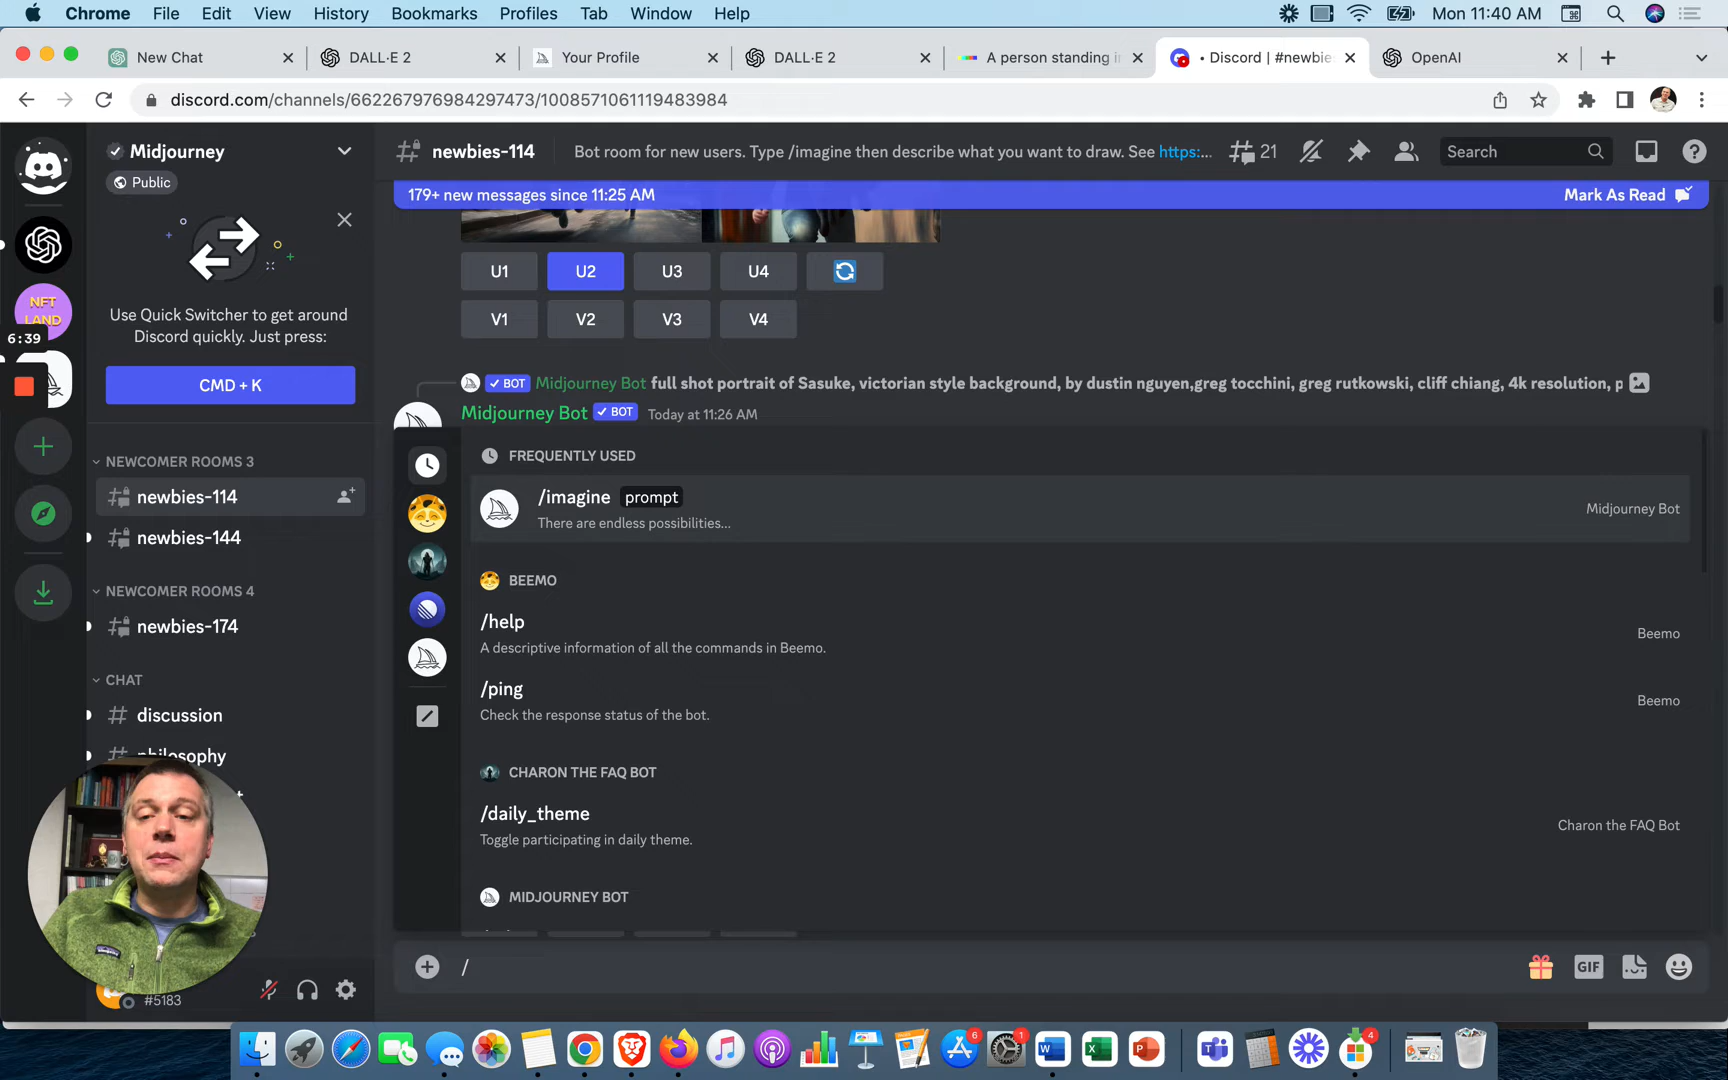 Chrome File Edit View History Bookmarks Profiles Tab Window Help Mon 11:40 AM
New Chat DALL·E 2 Your Profile DALL·E 2 A person standing in • Discord | #newbie OpenAI
discord.com/channels/662267976984297473/1008571061119483984
Midjourney
Public
newbies-114 Bot room for new users. Type /imagine then describe what you want to draw. See https:... 21 Search
179+ new messages since 11:25 AM Mark As Read
Use Quick Switcher to get around
Discord quickly. Just press:
CMD + K
NEWCOMER ROOMS 3
newbies-114
newbies-144
NEWCOMER ROOMS 4
newbies-174
CHAT
discussion
philosophy
#5183
NFT
LAND
6:39
U1 U2 U3 U4
V1 V2 V3 V4
BOT Midjourney Bot full shot portrait of Sasuke, victorian style background, by dustin nguyen,greg tocchini, greg rutkowski, cliff chiang, 4k resolution, p
Midjourney Bot BOT Today at 11:26 AM
FREQUENTLY USED
/imagine prompt
There are endless possibilities...
Midjourney Bot
BEEMO
/help
A descriptive information of all the commands in Beemo.
Beemo
/ping
Check the response status of the bot.
Beemo
CHARON THE FAQ BOT
/daily_theme
Toggle participating in daily theme.
Charon the FAQ Bot
MIDJOURNEY BOT
/
GIF
6 1 4